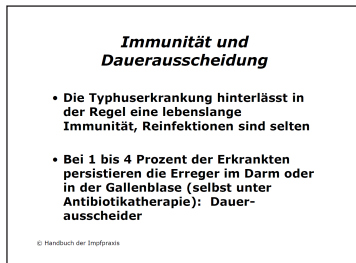 Immunität und
Dauerausscheidung
• Die Typhuserkrankung hinterlässt in
der Regel eine lebenslange
Immunität, Reinfektionen sind selten
• Bei 1 bis 4 Prozent der Erkrankten
persistieren die Erreger im Darm oder
in der Gallenblase (selbst unter
Antibiotikatherapie): Dauer-
ausscheider
© Handbuch der Impfpraxis